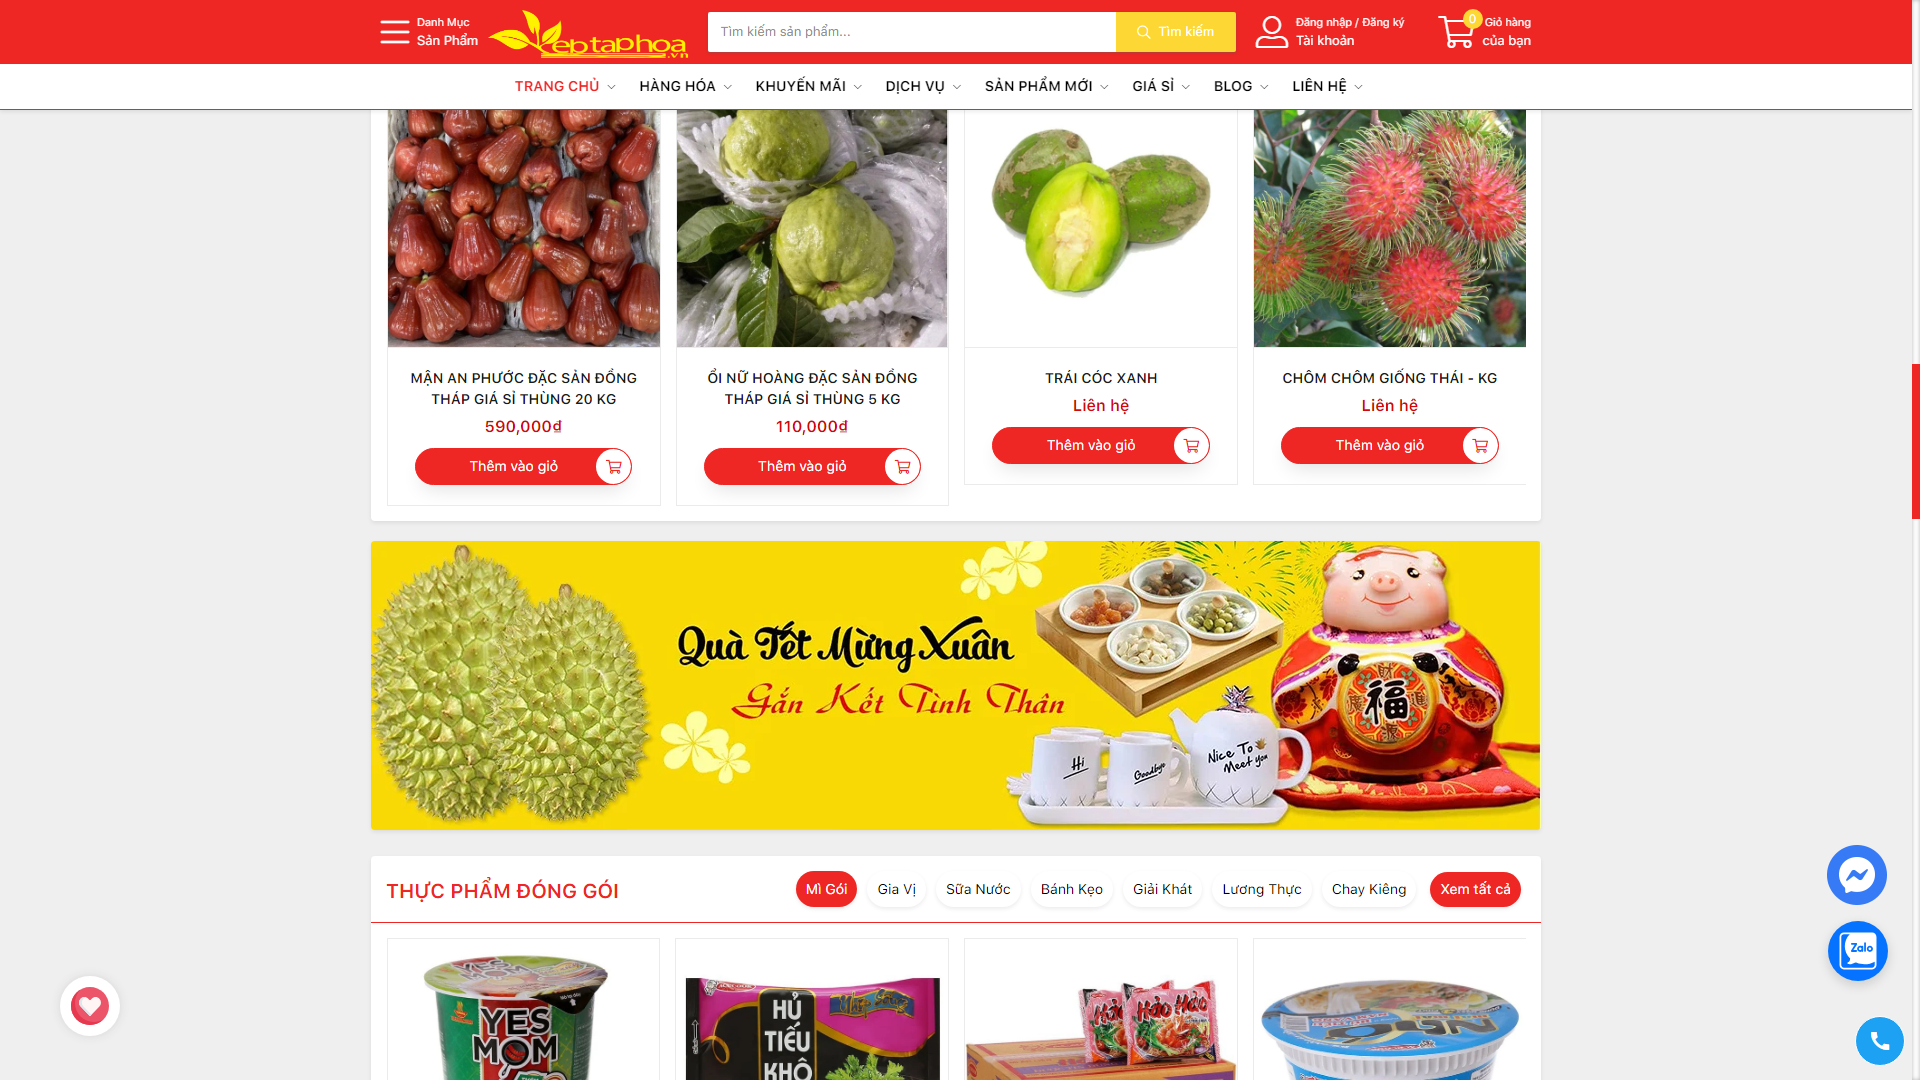 Danh Mục
Sản Phẩm
eptaphoa
.vn
Tìm kiếm sản phẩm...
Tìm kiếm
Đăng nhập / Đăng ký
Tài khoản
0
Giỏ hàng
của bạn
TRANG CHỦ
HÀNG HÓA
KHUYẾN MÃI
DỊCH VỤ
SẢN PHẨM MỚI
GIÁ SỈ
BLOG
LIÊN HỆ
MẬN AN PHƯỚC ĐẶC SẢN ĐỒNG
THÁP GIÁ SỈ THÙNG 20 KG
590,000₫
Thêm vào giỏ
ỔI NỮ HOÀNG ĐẶC SẢN ĐỒNG
THÁP GIÁ SỈ THÙNG 5 KG
110,000₫
Thêm vào giỏ
TRÁI CÓC XANH
Liên hệ
Thêm vào giỏ
CHÔM CHÔM GIỐNG THÁI - KG
Liên hệ
Thêm vào giỏ
Quà Tết Mừng Xuân
Gắn Kết Tình Thân
Hi
Goodbye
Nice To
Meet you
福
THỰC PHẨM ĐÓNG GÓI
Mì Gói
Gia Vị
Sữa Nước
Bánh Kẹo
Giải Khát
Lương Thực
Chay Kiêng
Xem tất cả
YES
MOM
YES
MOM
HỦ
TIẾU
KHÔ
Hảo Hảo
Zalo